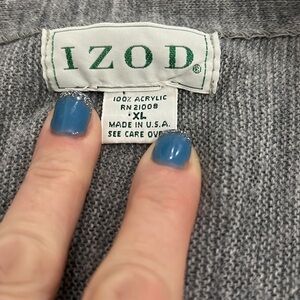 IZOD®
100% ACRYLIC
RN 21008
XL
MADE IN U.S.A.
SEE CARE OVER